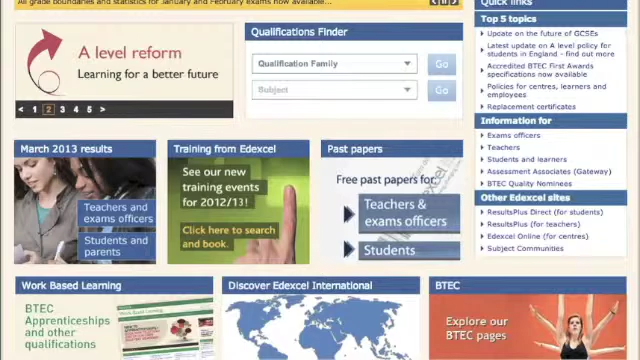 All grade boundaries and statistics for January and February exams now available...
A level reform
Learning for a better future
< 1 2 3 4 5 >
Qualifications Finder
Qualification Family
Go
Subject
Go
Quick links
Top 5 topics
Update on the future of GCSEs
Latest update on A level policy for
students in England - find out more
Accredited BTEC First Awards
specifications now available
Policies for centres, learners and
employees
Replacement certificates
Information for
Exams officers
Teachers
Students and learners
Assessment Associates (Gateway)
BTEC Quality Nominees
Other Edexcel sites
ResultsPlus Direct (for students)
ResultsPlus (for teachers)
Edexcel Online (for centres)
Subject Communities
March 2013 results
Teachers and
exams officers
Students and
parents
Training from Edexcel
See our new
training events
for 2012/13!
Click here to search
and book.
Past papers
Free past papers for:
Teachers &
exams officers
Students
Work Based Learning
BTEC
Apprenticeships
and other
qualifications
Work Based Learning
Discover Edexcel International
BTEC
Explore our
BTEC pages